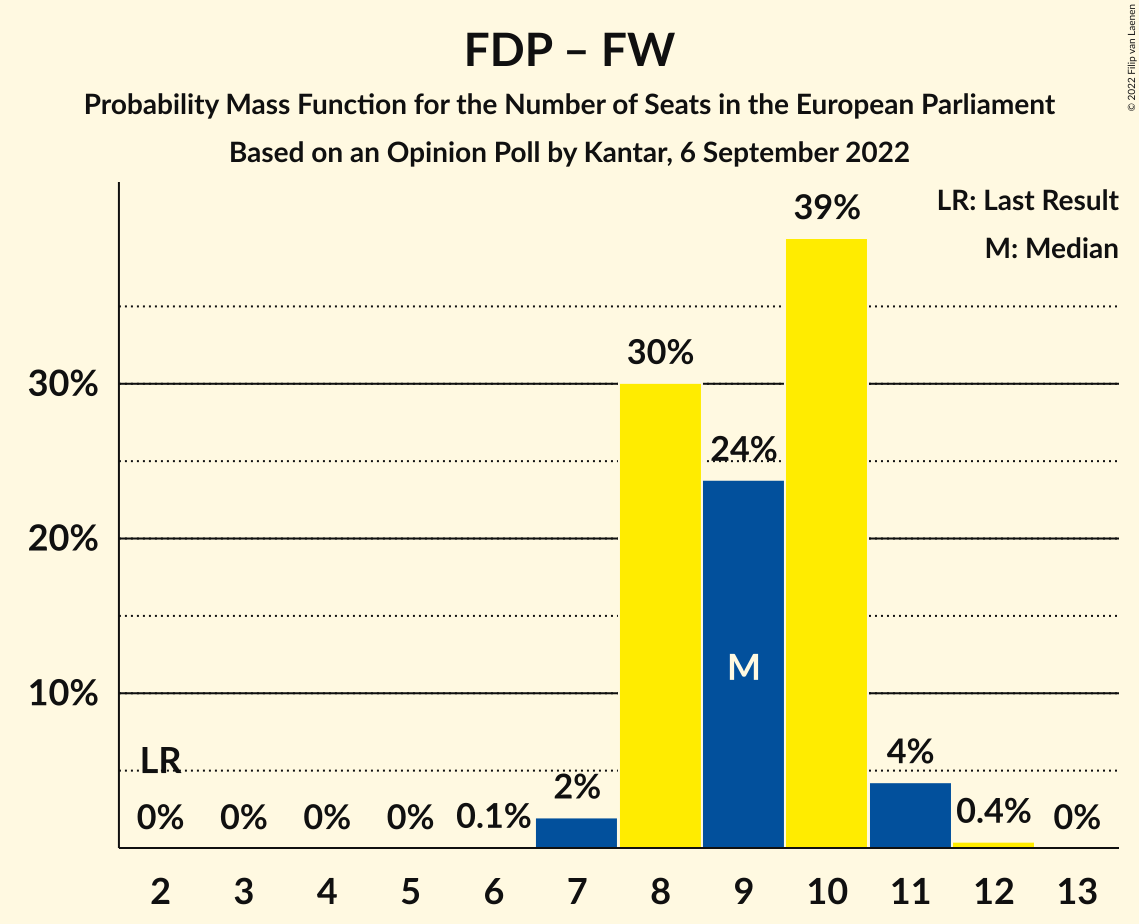 FDP – FW
Probability Mass Function for the Number of Seats in the European Parliament
Based on an Opinion Poll by Kantar, 6 September 2022
© 2022 Filip van Laenen
LR: Last Result
M: Median
39%
30%
30%
24%
20%
M
10%
LR
4%
2%
0% 0% 0% 0% 0.1% 0.4% 0%
2 3 4 5 6 7 8 9 10 11 12 13